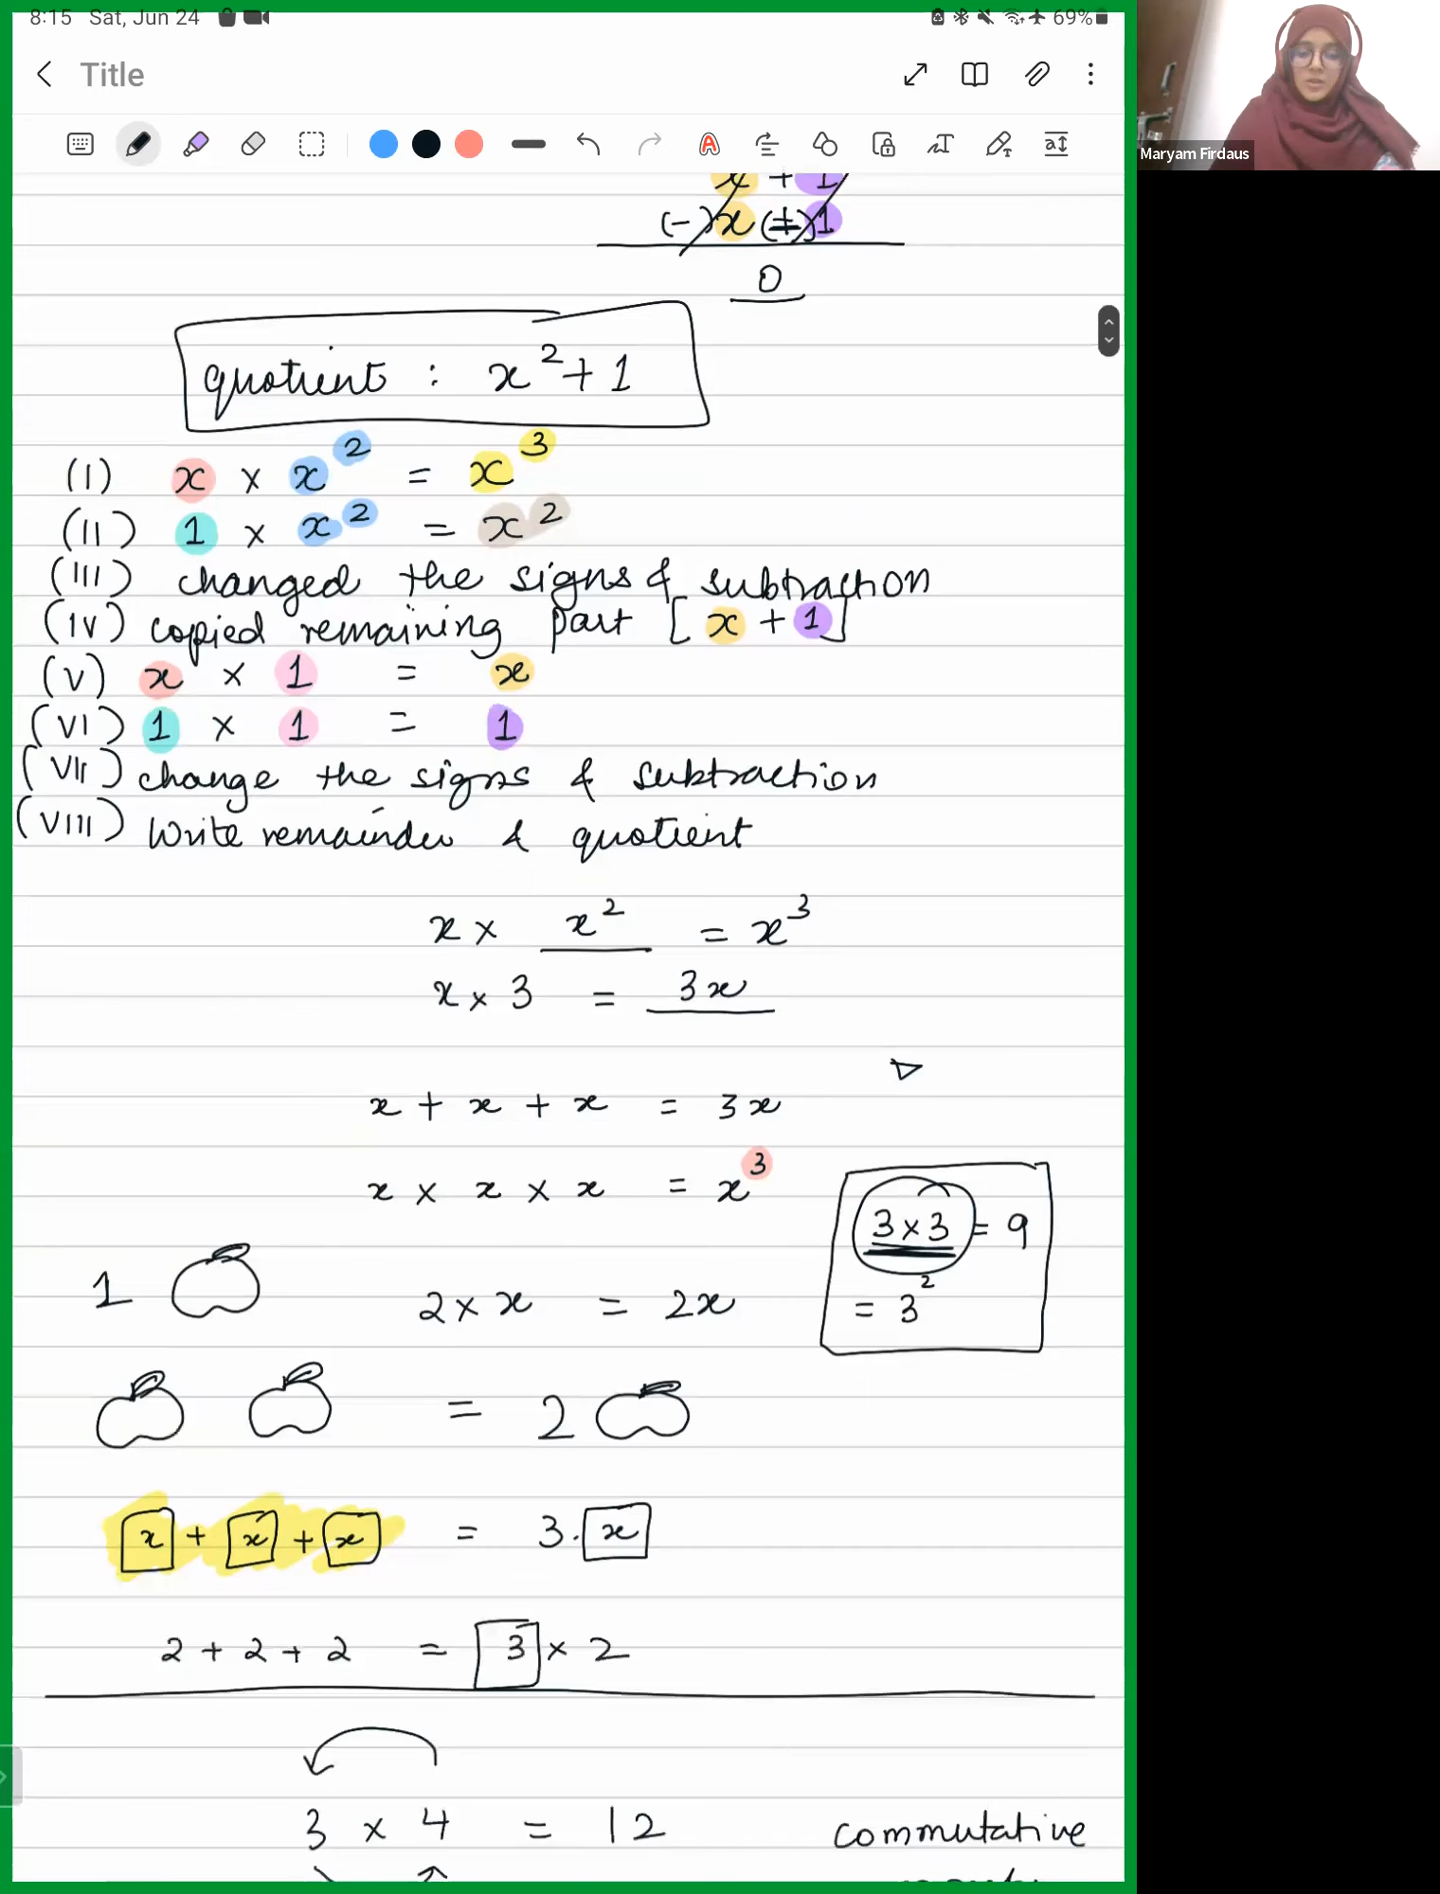 8:15 Sat, Jun 24
69%
Title
Maryam Firdaus
x + 1
(-) x (+) 1
0
quotient : x² + 1
(I) x × x² = x³
(II) 1 × x² = x²
(III) changed the signs & subtraction
(IV) copied remaining part [x + 1]
(V) x × 1 = x
(VI) 1 × 1 = 1
(VII) change the signs & subtraction
(VIII) Write remainder & quotient
x × x² = x³
x × 3 = 3x
x + x + x = 3x
x × x × x = x³
3 × 3 = 9
= 3²
1
2 × x = 2x
= 2
x + x + x = 3 . x
2 + 2 + 2 = 3 × 2
3 × 4 = 12 commutative